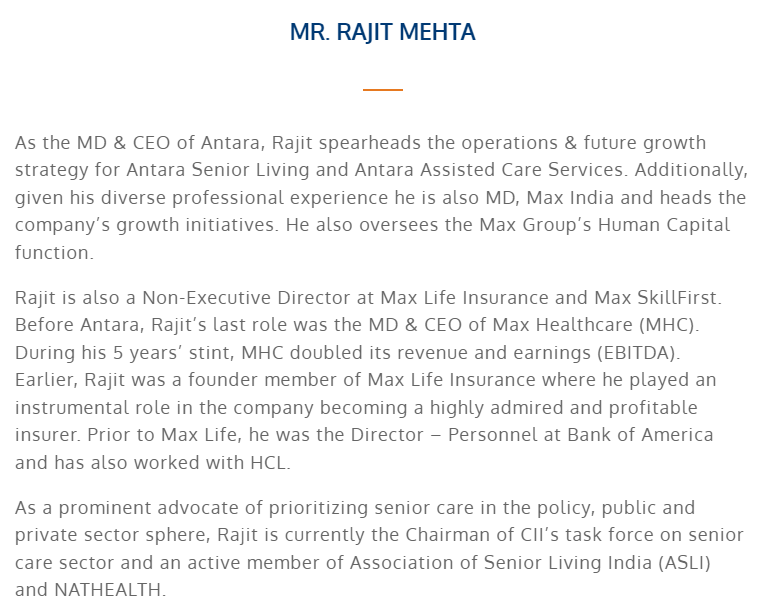 MR. RAJIT MEHTA
As the MD & CEO of Antara, Rajit spearheads the operations & future growth
strategy for Antara Senior Living and Antara Assisted Care Services. Additionally,
given his diverse professional experience he is also MD, Max India and heads the
company’s growth initiatives. He also oversees the Max Group’s Human Capital
function.
Rajit is also a Non-Executive Director at Max Life Insurance and Max SkillFirst.
Before Antara, Rajit’s last role was the MD & CEO of Max Healthcare (MHC).
During his 5 years’ stint, MHC doubled its revenue and earnings (EBITDA).
Earlier, Rajit was a founder member of Max Life Insurance where he played an
instrumental role in the company becoming a highly admired and profitable
insurer. Prior to Max Life, he was the Director – Personnel at Bank of America
and has also worked with HCL.
As a prominent advocate of prioritizing senior care in the policy, public and
private sector sphere, Rajit is currently the Chairman of CII’s task force on senior
care sector and an active member of Association of Senior Living India (ASLI)
and NATHEALTH.